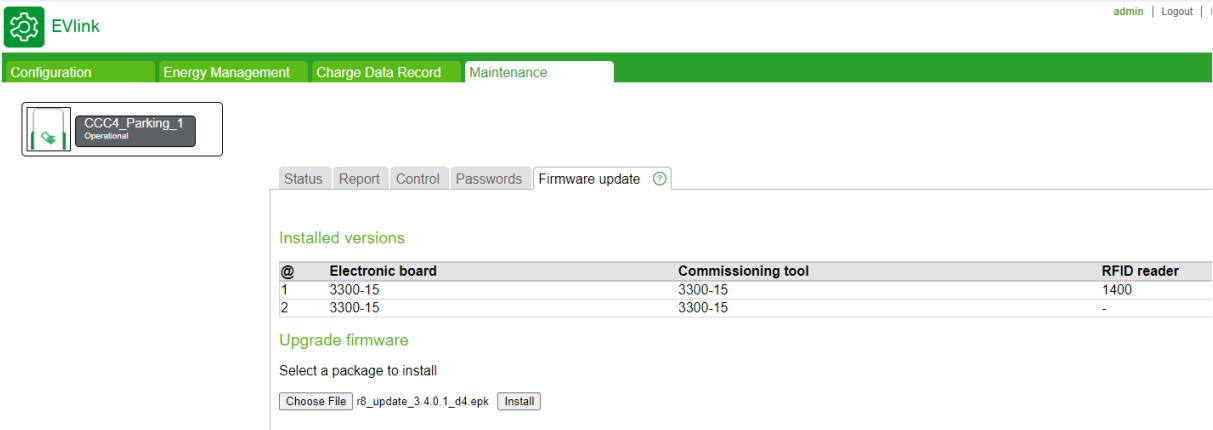 admin | Logout |
EVlink
Configuration Energy Management Charge Data Record Maintenance
CCC4_Parking_1
Operational
Status Report Control Passwords Firmware update ?
Installed versions
@ Electronic board Commissioning tool RFID reader
1 3300-15 3300-15 1400
2 3300-15 3300-15 -
Upgrade firmware
Select a package to install
Choose File r8_update_3.4.0.1_d4.epk Install